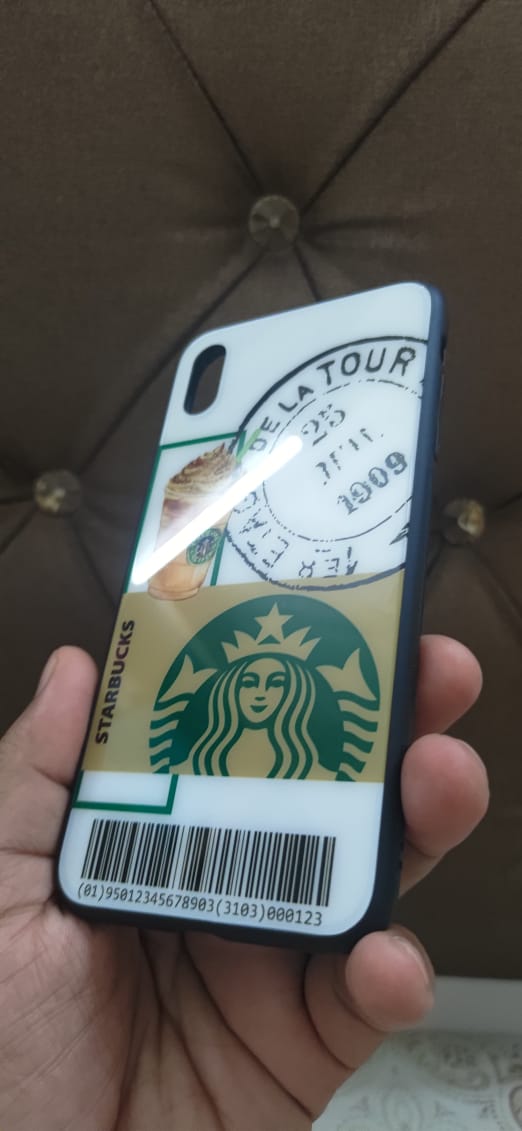 DE LA TOUR
25
1909
STARBUCKS
(01)95012345678903(3103)000123